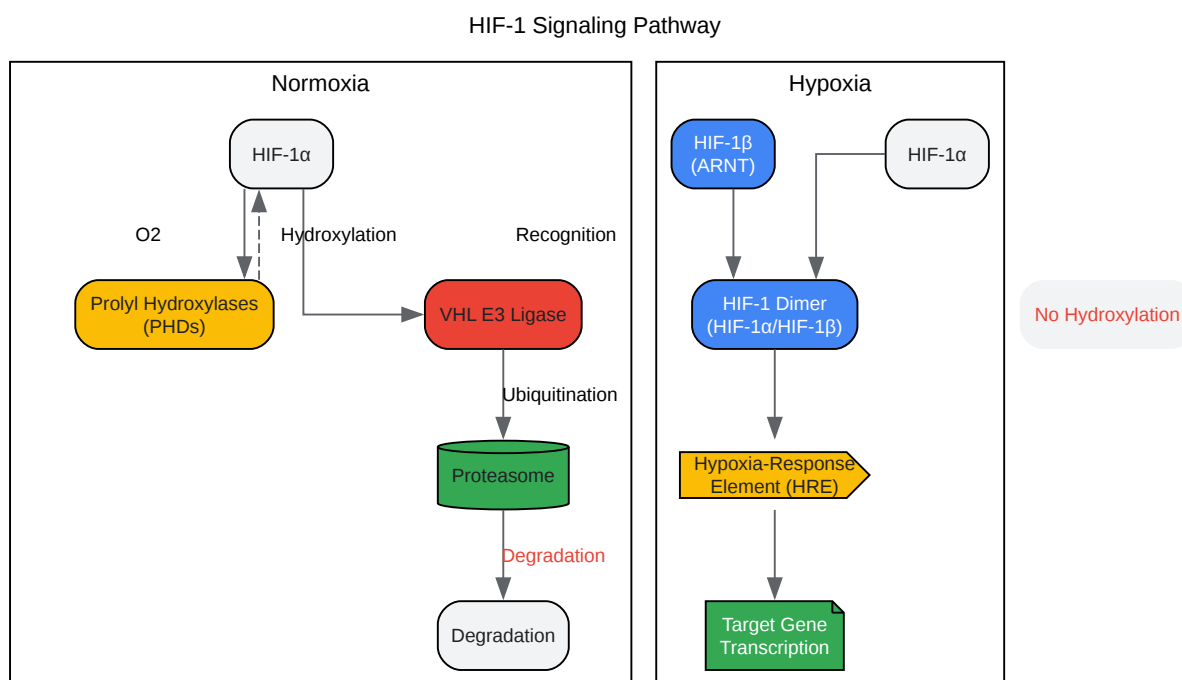 HIF-1 Signaling Pathway
Normoxia
HIF-1α
O2
Hydroxylation
Recognition
Prolyl Hydroxylases
(PHDs)
VHL E3 Ligase
Ubiquitination
Proteasome
Degradation
Degradation
Hypoxia
HIF-1β
(ARNT)
HIF-1α
HIF-1 Dimer
(HIF-1α/HIF-1β)
Hypoxia-Response
Element (HRE)
Target Gene
Transcription
No Hydroxylation